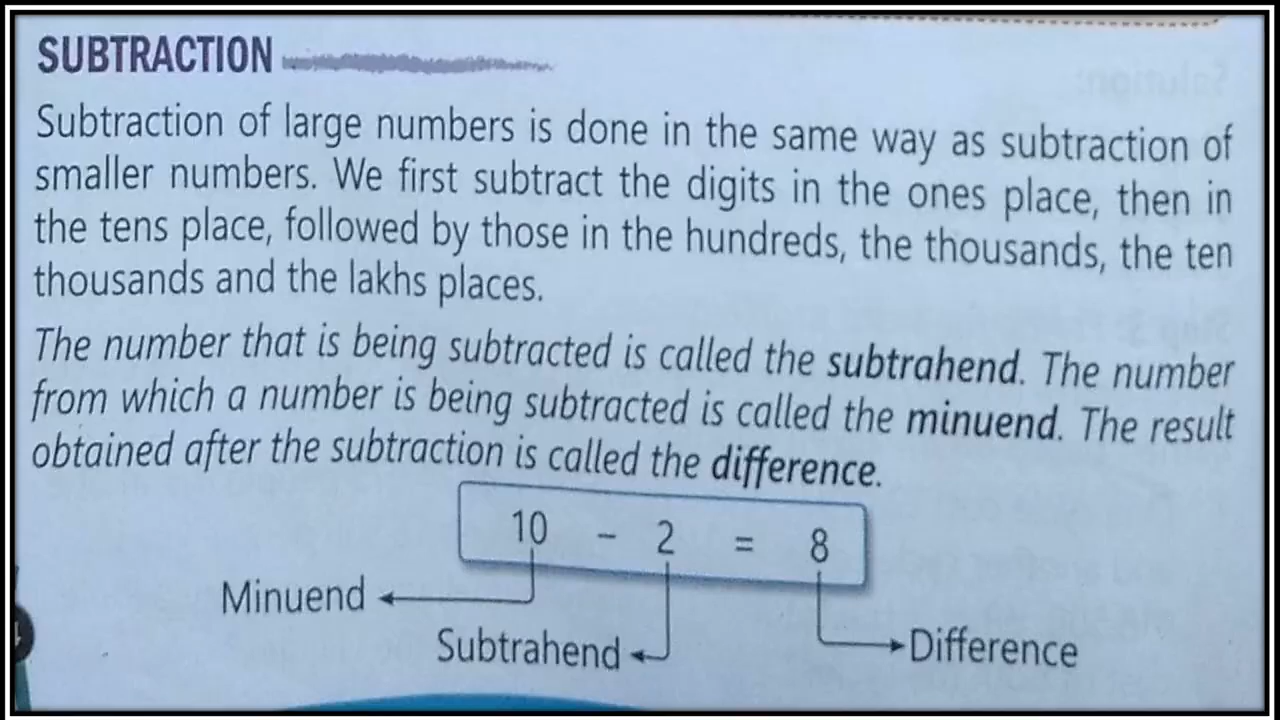 SUBTRACTION
Subtraction of large numbers is done in the same way as subtraction of
smaller numbers. We first subtract the digits in the ones place, then in
the tens place, followed by those in the hundreds, the thousands, the ten
thousands and the lakhs places.
The number that is being subtracted is called the subtrahend. The number
from which a number is being subtracted is called the minuend. The result
obtained after the subtraction is called the difference.
10 - 2 = 8
Minuend
Subtrahend
Difference